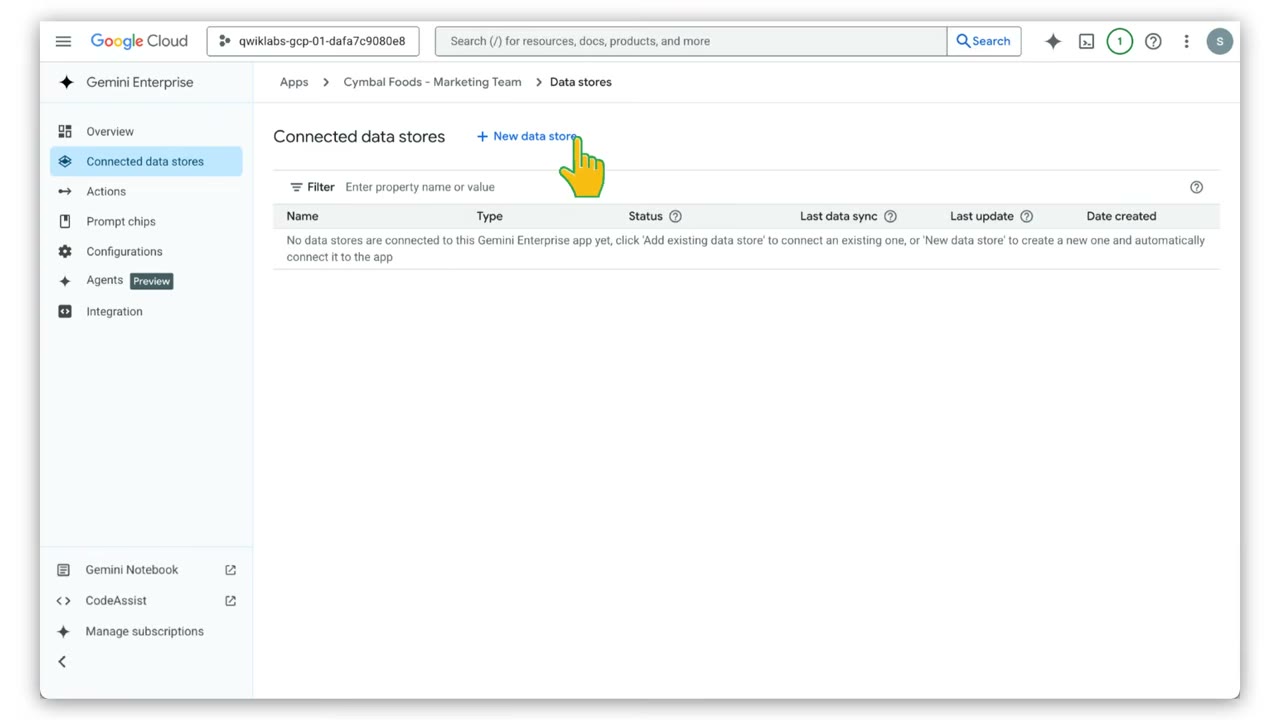 Google Cloud
qwiklabs-gcp-01-dafa7c9080e8
Search (/) for resources, docs, products, and more
Search
1
S
Gemini Enterprise
Apps
Cymbal Foods - Marketing Team
Data stores
Overview
Connected data stores
Actions
Prompt chips
Configurations
Agents Preview
Integration
Connected data stores
+ New data store
Filter Enter property name or value
Name Type Status Last data sync Last update Date created
No data stores are connected to this Gemini Enterprise app yet, click 'Add existing data store' to connect an existing one, or 'New data store' to create a new one and automatically
connect it to the app
Gemini Notebook
CodeAssist
Manage subscriptions